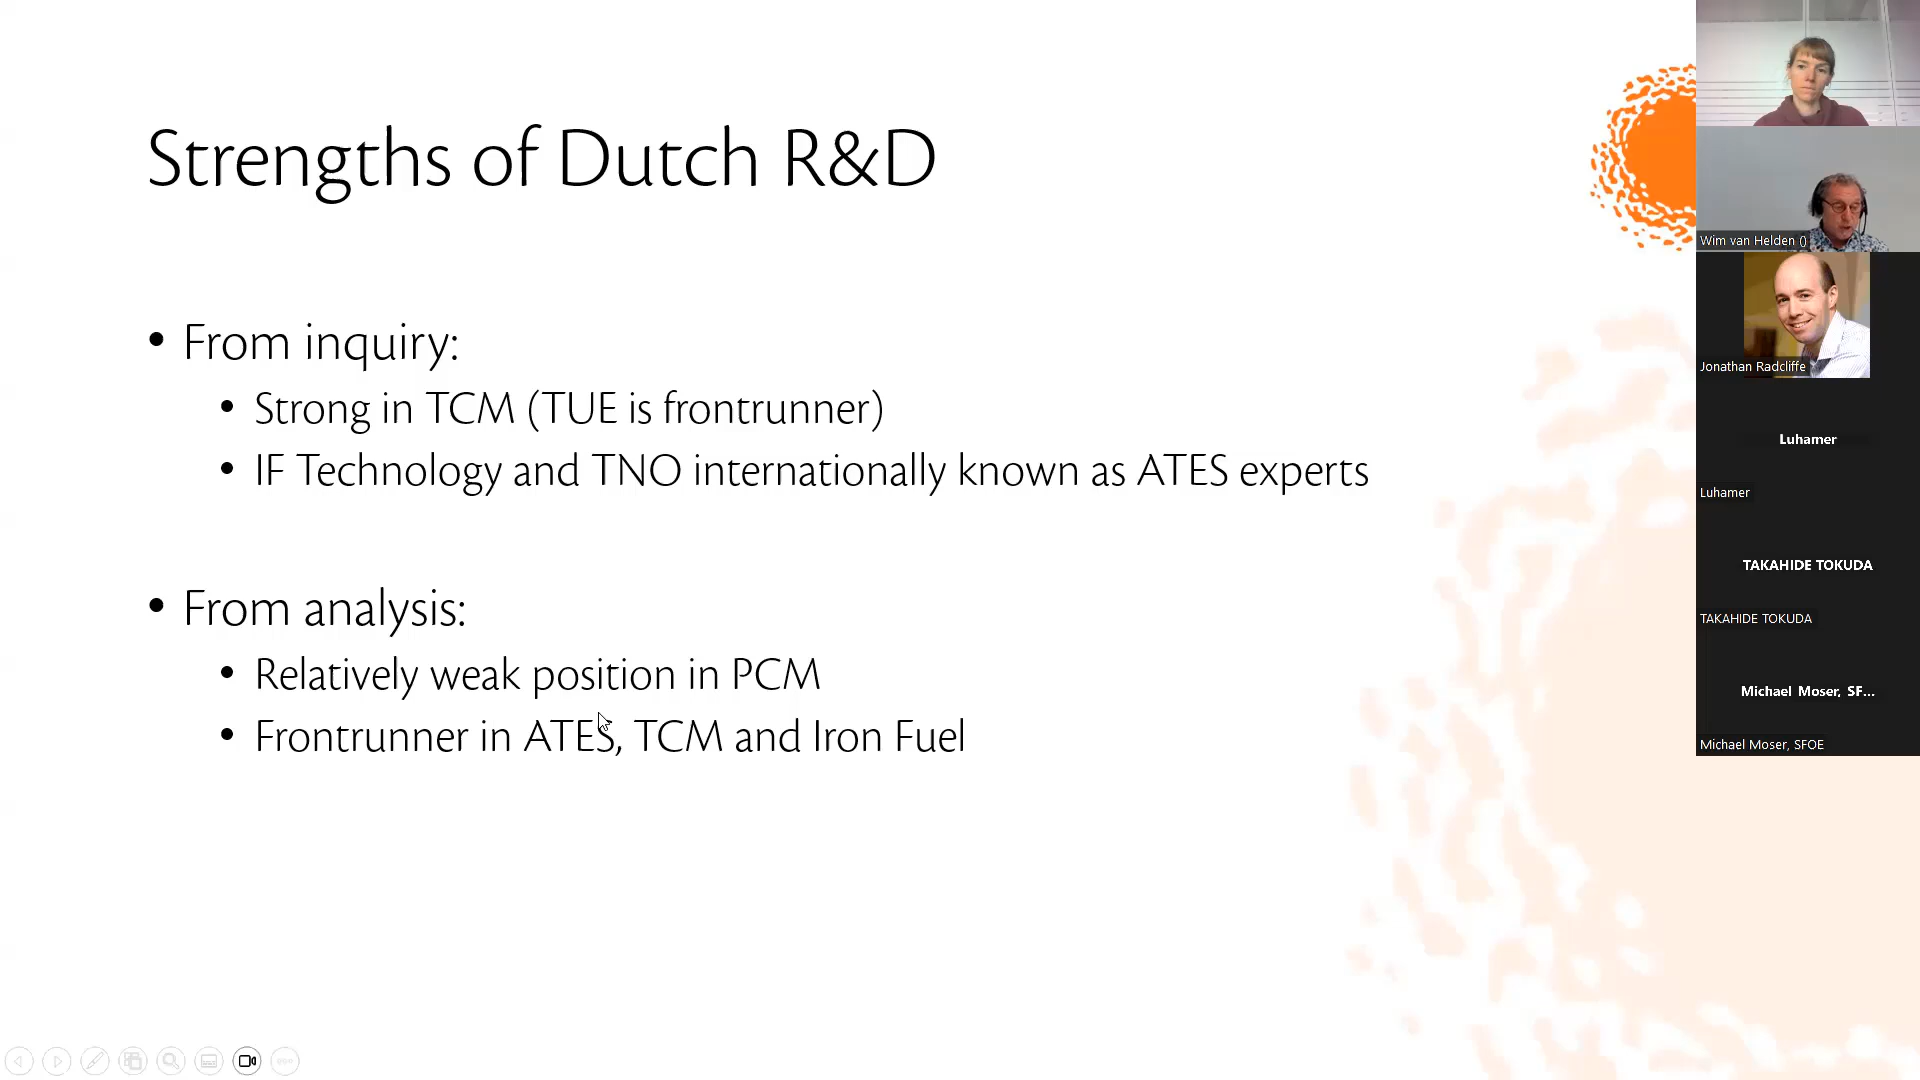 Strengths of Dutch R&D
• From inquiry:
• Strong in TCM (TUE is frontrunner)
• IF Technology and TNO internationally known as ATES experts
• From analysis:
• Relatively weak position in PCM
• Frontrunner in ATES, TCM and Iron Fuel
Wim van Helden ()
Jonathan Radcliffe
Luhamer
Luhamer
TAKAHIDE TOKUDA
TAKAHIDE TOKUDA
Michael Moser, SF...
Michael Moser, SFOE